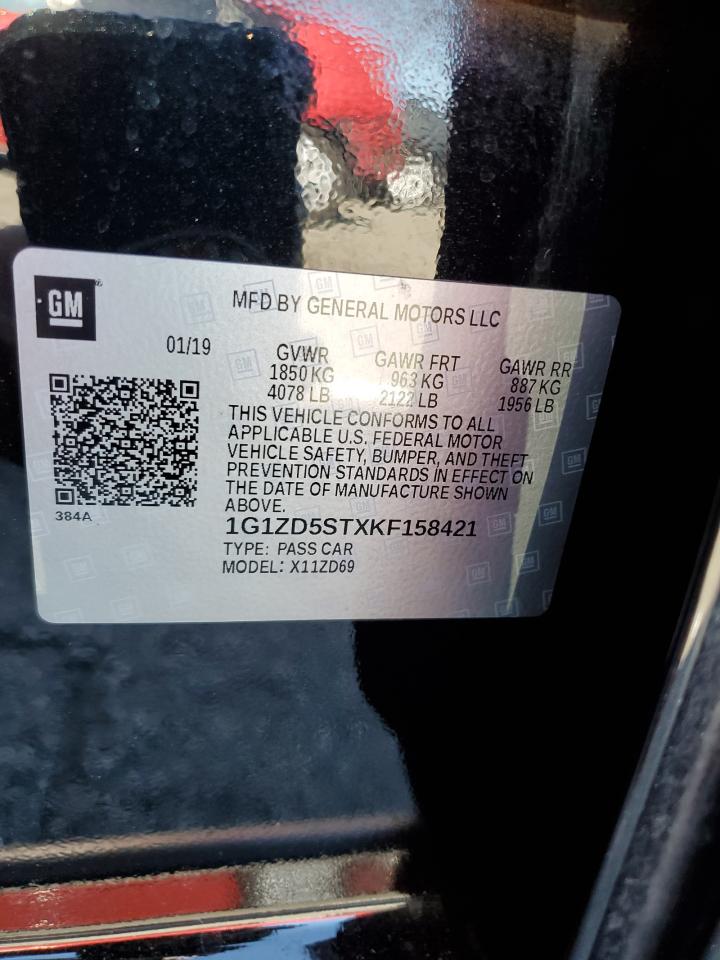 GM
MFD BY GENERAL MOTORS LLC
01/19
GVWR GAWR FRT GAWR RR
1850 KG 963 KG 887 KG
4078 LB 2122 LB 1956 LB
THIS VEHICLE CONFORMS TO ALL
APPLICABLE U.S. FEDERAL MOTOR
VEHICLE SAFETY, BUMPER, AND THEFT
PREVENTION STANDARDS IN EFFECT ON
THE DATE OF MANUFACTURE SHOWN
ABOVE.
384A
1G1ZD5STXKF158421
TYPE: PASS CAR
MODEL: X11ZD69